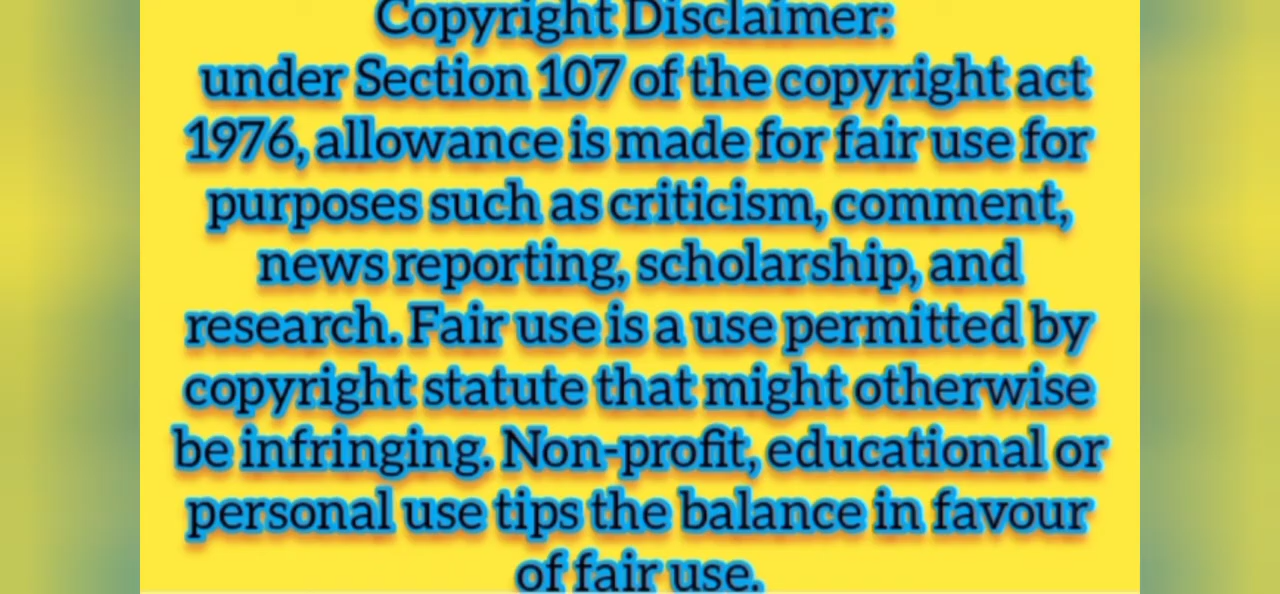 Copyright Disclaimer:
under Section 107 of the copyright act
1976, allowance is made for fair use for
purposes such as criticism, comment,
news reporting, scholarship, and
research. Fair use is a use permitted by
copyright statute that might otherwise
be infringing. Non-profit, educational or
personal use tips the balance in favour
of fair use.